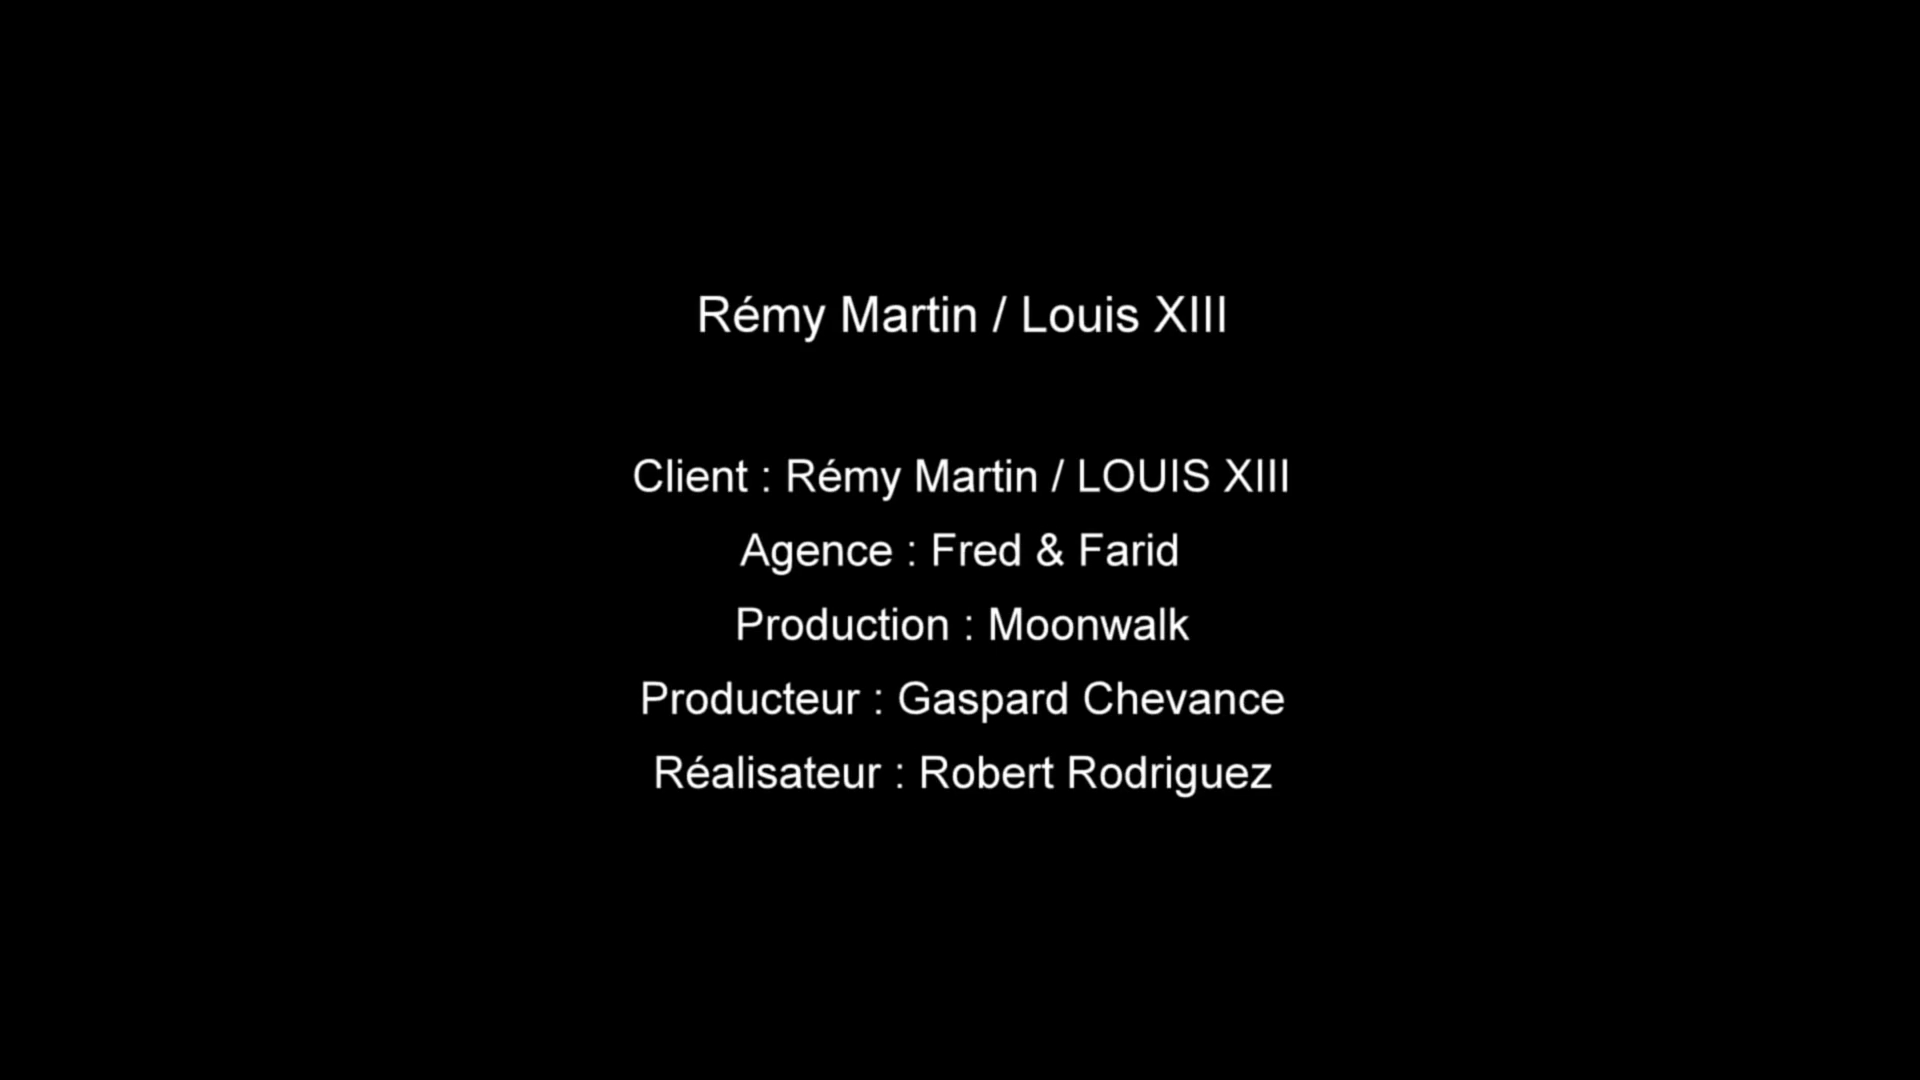 Rémy Martin / Louis XIII
Client : Rémy Martin / LOUIS XIII
Agence : Fred & Farid
Production : Moonwalk
Producteur : Gaspard Chevance
Réalisateur : Robert Rodriguez